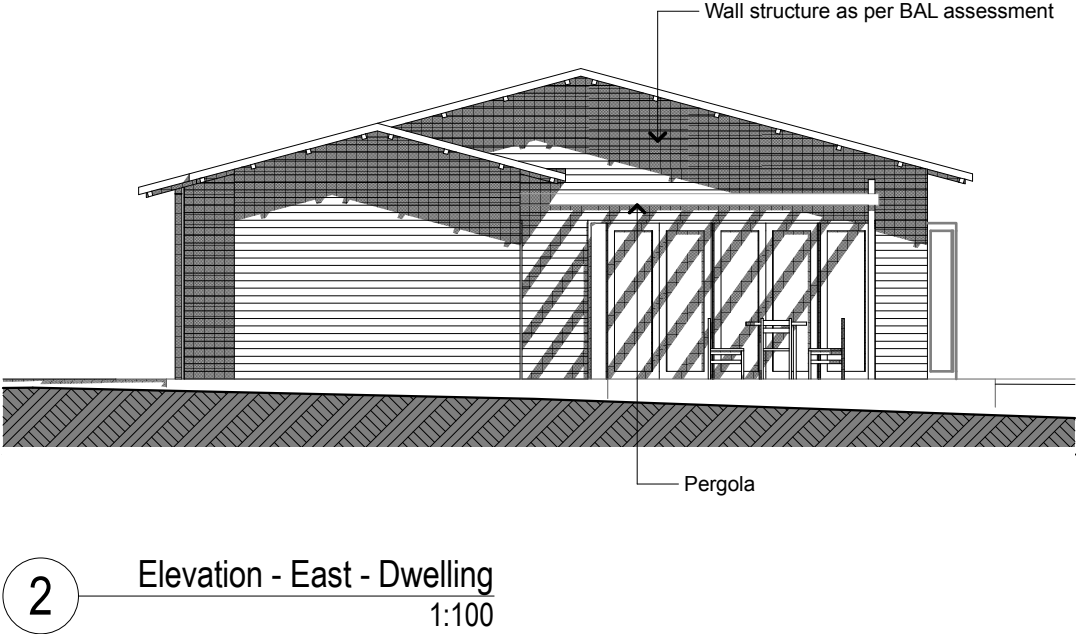 Wall structure as per BAL assessment
Pergola
2
Elevation - East - Dwelling
1:100